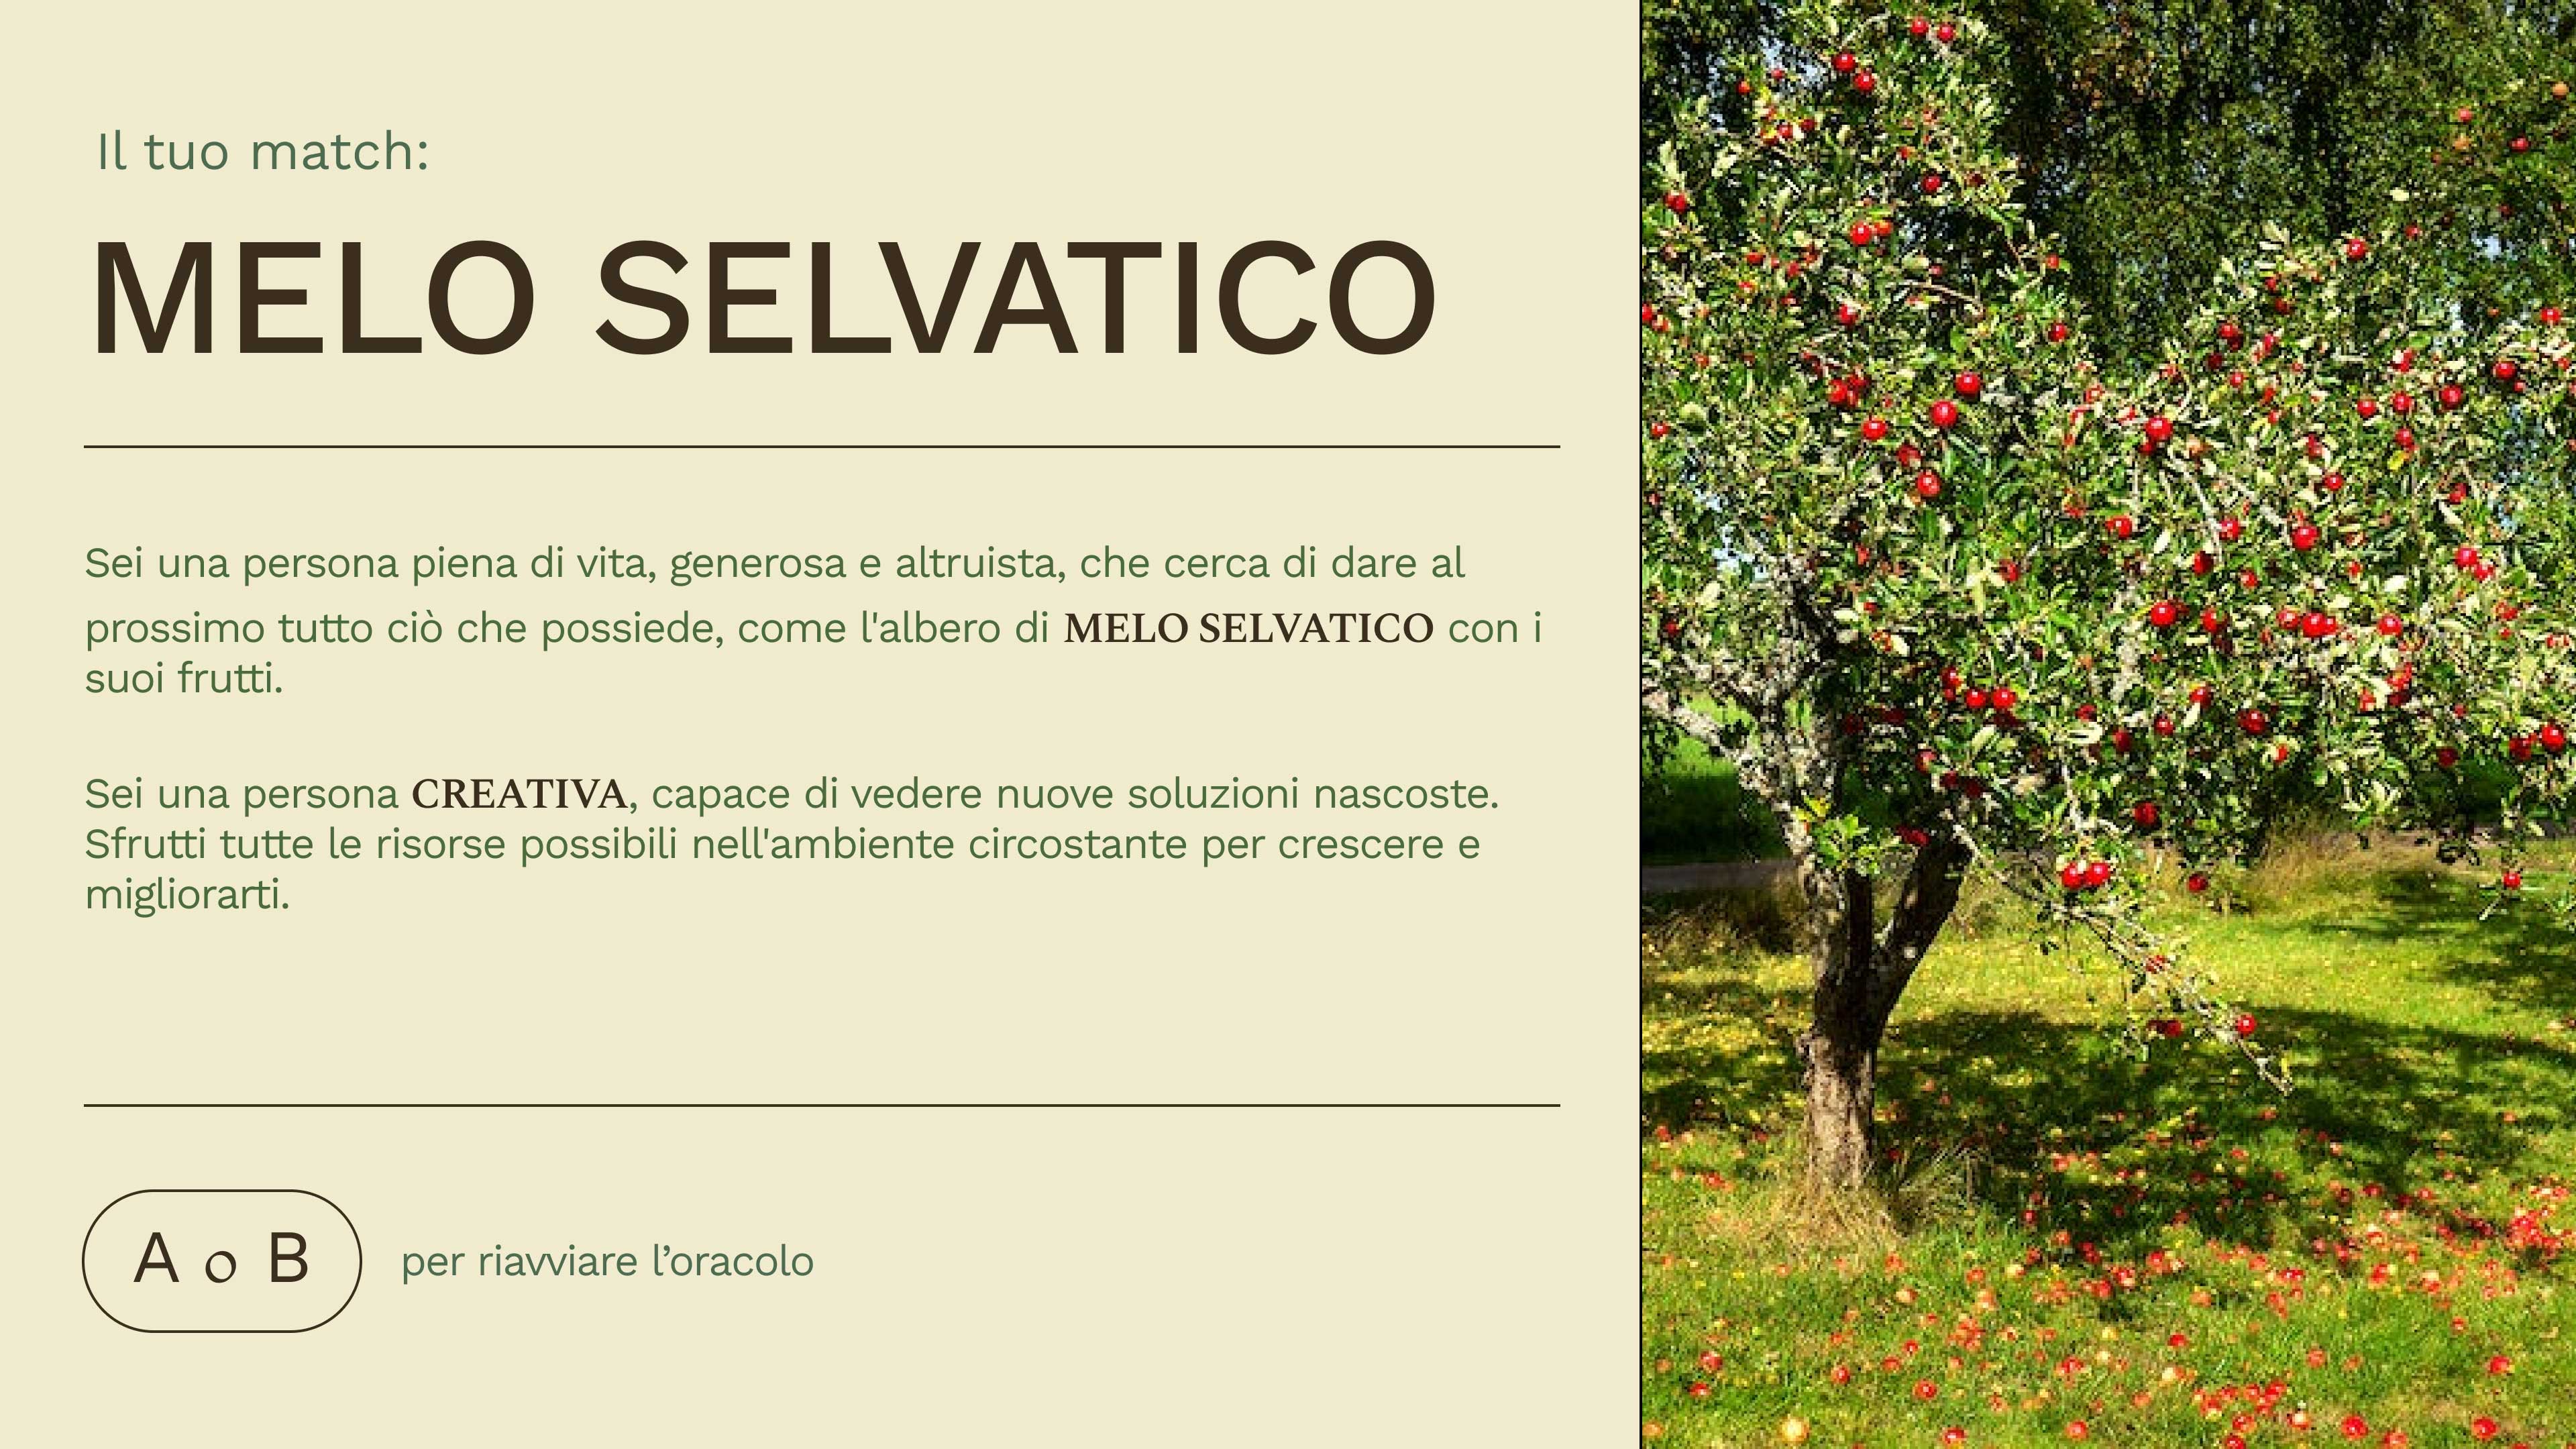 Il tuo match:
MELO SELVATICO
Sei una persona piena di vita, generosa e altruista, che cerca di dare al
prossimo tutto ciò che possiede, come l'albero di MELO SELVATICO con i
suoi frutti.
Sei una persona CREATIVA, capace di vedere nuove soluzioni nascoste.
Sfrutti tutte le risorse possibili nell'ambiente circostante per crescere e
migliorarti.
A o B per riavviare l’oracolo